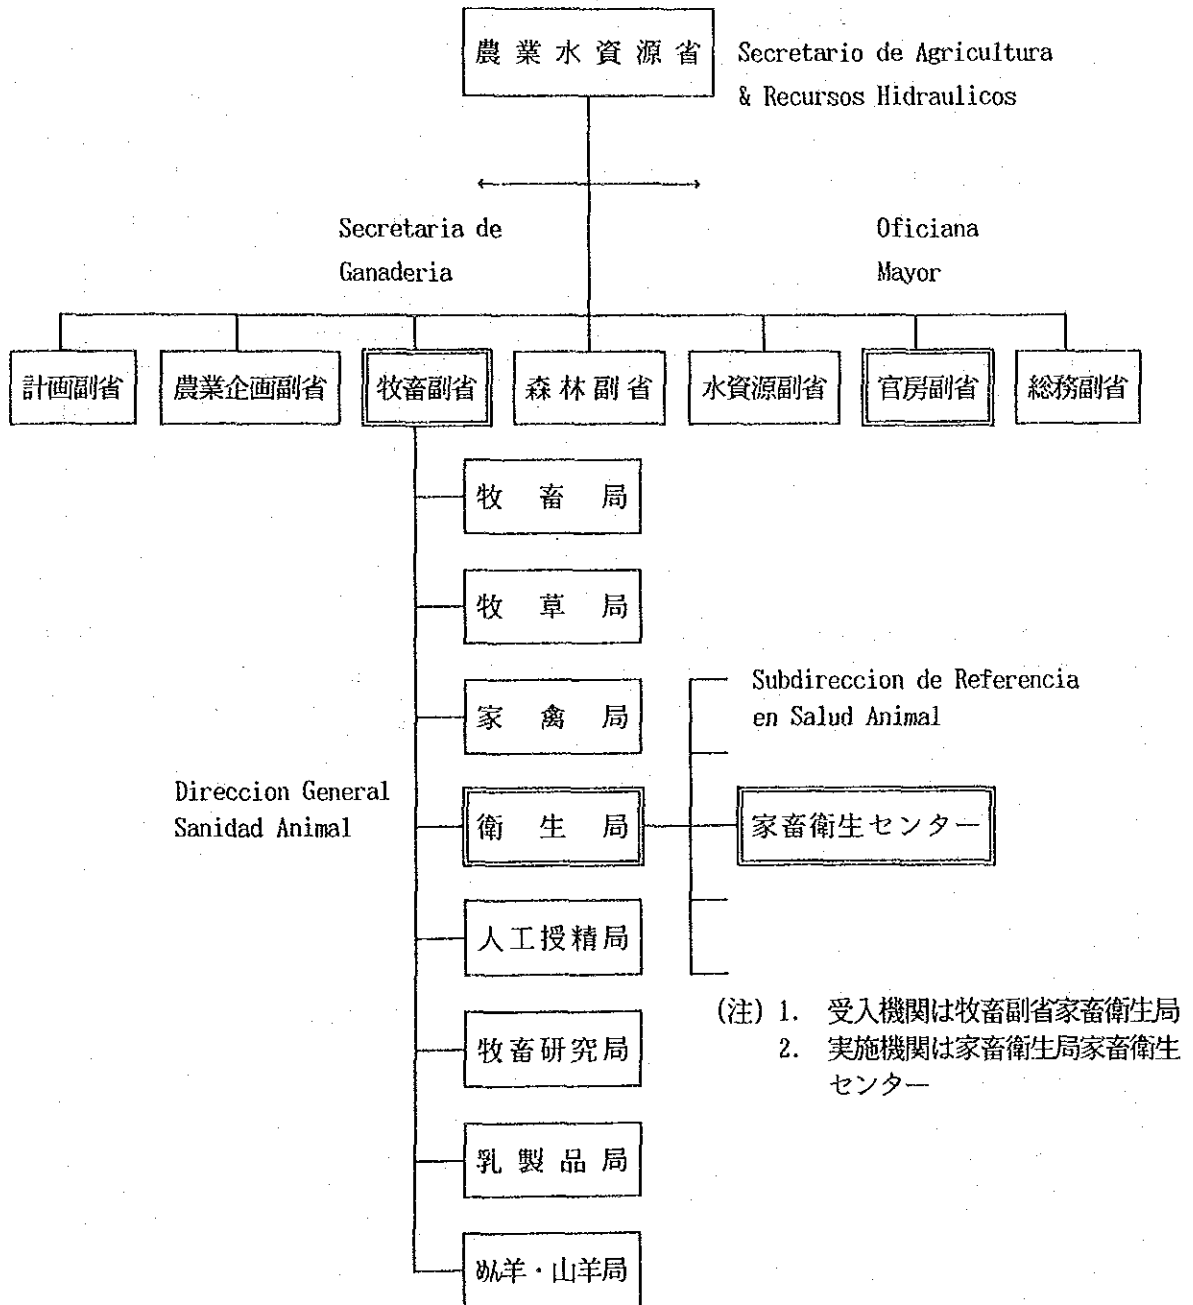 農業水資源省
Secretario de Agricultura
& Recursos Hidraulicos
Secretaria de
Ganaderia
Oficiana
Mayor
計画副省
農業企画副省
牧畜副省
森林副省
水資源副省
官房副省
総務副省
牧畜局
牧草局
家禽局
Subdireccion de Referencia
en Salud Animal
Direccion General
Sanidad Animal
衛生局
家畜衛生センター
人工授精局
牧畜研究局
(注) 1. 受入機関は牧畜副省家畜衛生局
2. 実施機関は家畜衛生局家畜衛生
センター
乳製品局
めん羊・山羊局